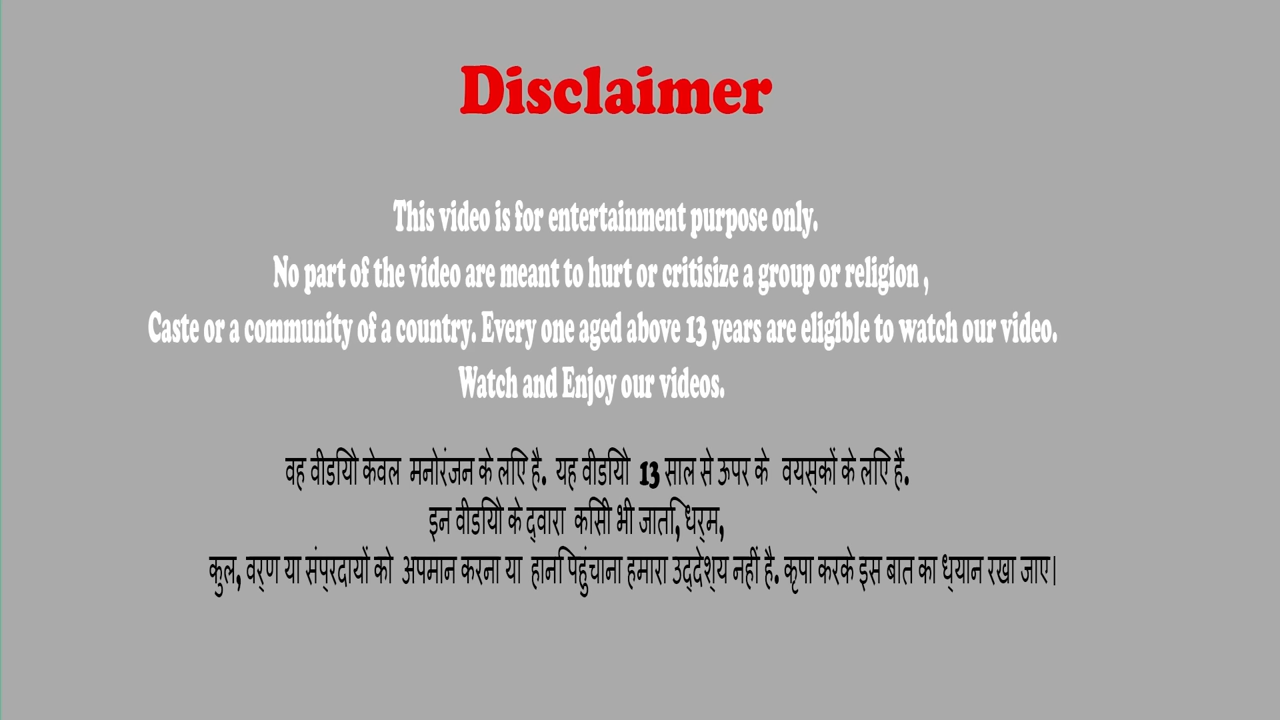 Disclaimer
This video is for entertainment purpose only.
No part of the video are meant to hurt or critisize a group or religion ,
Caste or a community of a country. Every one aged above 13 years are eligible to watch our video.
Watch and Enjoy our videos.
वह वीडियो केवल मनोरंजन के लिए है. यह वीडियो 13 साल से ऊपर के वयस्कों के लिए हैं.
इन वीडियो के द्वारा किसी भी जाति, धर्म,
कुल, वर्ण या संप्रदायों को अपमान करना या हानि पहुंचाना हमारा उद्देश्य नहीं है. कृपा करके इस बात का ध्यान रखा जाए।